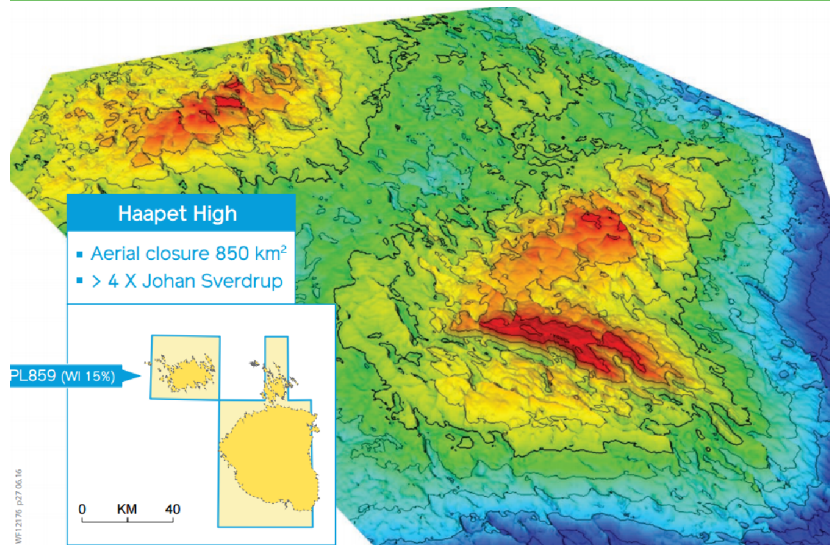 Haapet High
▪ Aerial closure 850 km²
▪ > 4 X Johan Sverdrup
PL859 (WI 15%)
0 KM 40
WF12176 p27.06.16